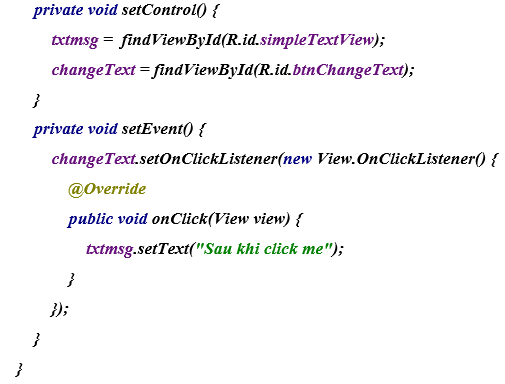 private void setControl() {
txtmsg = findViewById(R.id.simpleTextView);
changeText = findViewById(R.id.btnChangeText);
}
private void setEvent() {
changeText.setOnClickListener(new View.OnClickListener() {
@Override
public void onClick(View view) {
txtmsg.setText("Sau khi click me");
}
});
}
}